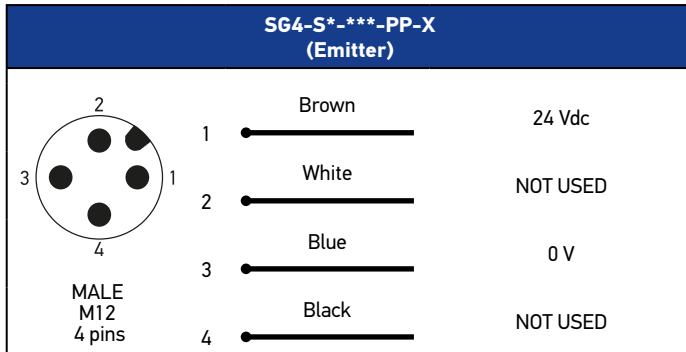 SG4-S*-***-PP-X
(Emitter)
2
3
1
4
MALE
M12
4 pins
1
Brown
24 Vdc
2
White
NOT USED
3
Blue
0 V
4
Black
NOT USED